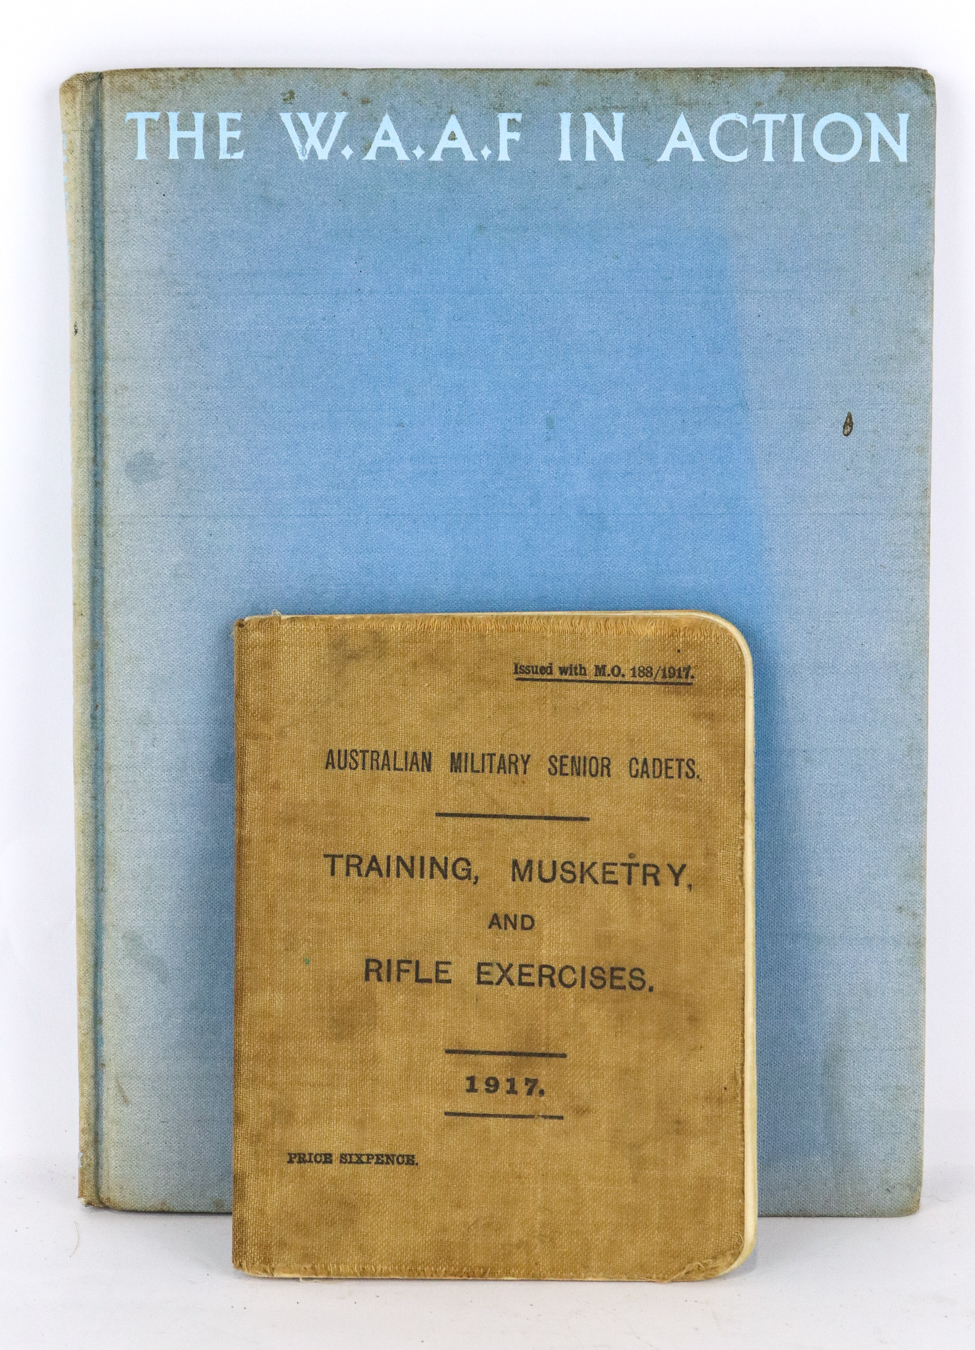 THE W.A.A.F IN ACTION
Issued with M.O. 188/1917.
AUSTRALIAN MILITARY SENIOR CADETS.
TRAINING, MUSKETRY,
AND
RIFLE EXERCISES.
1917.
PRICE SIXPENCE.